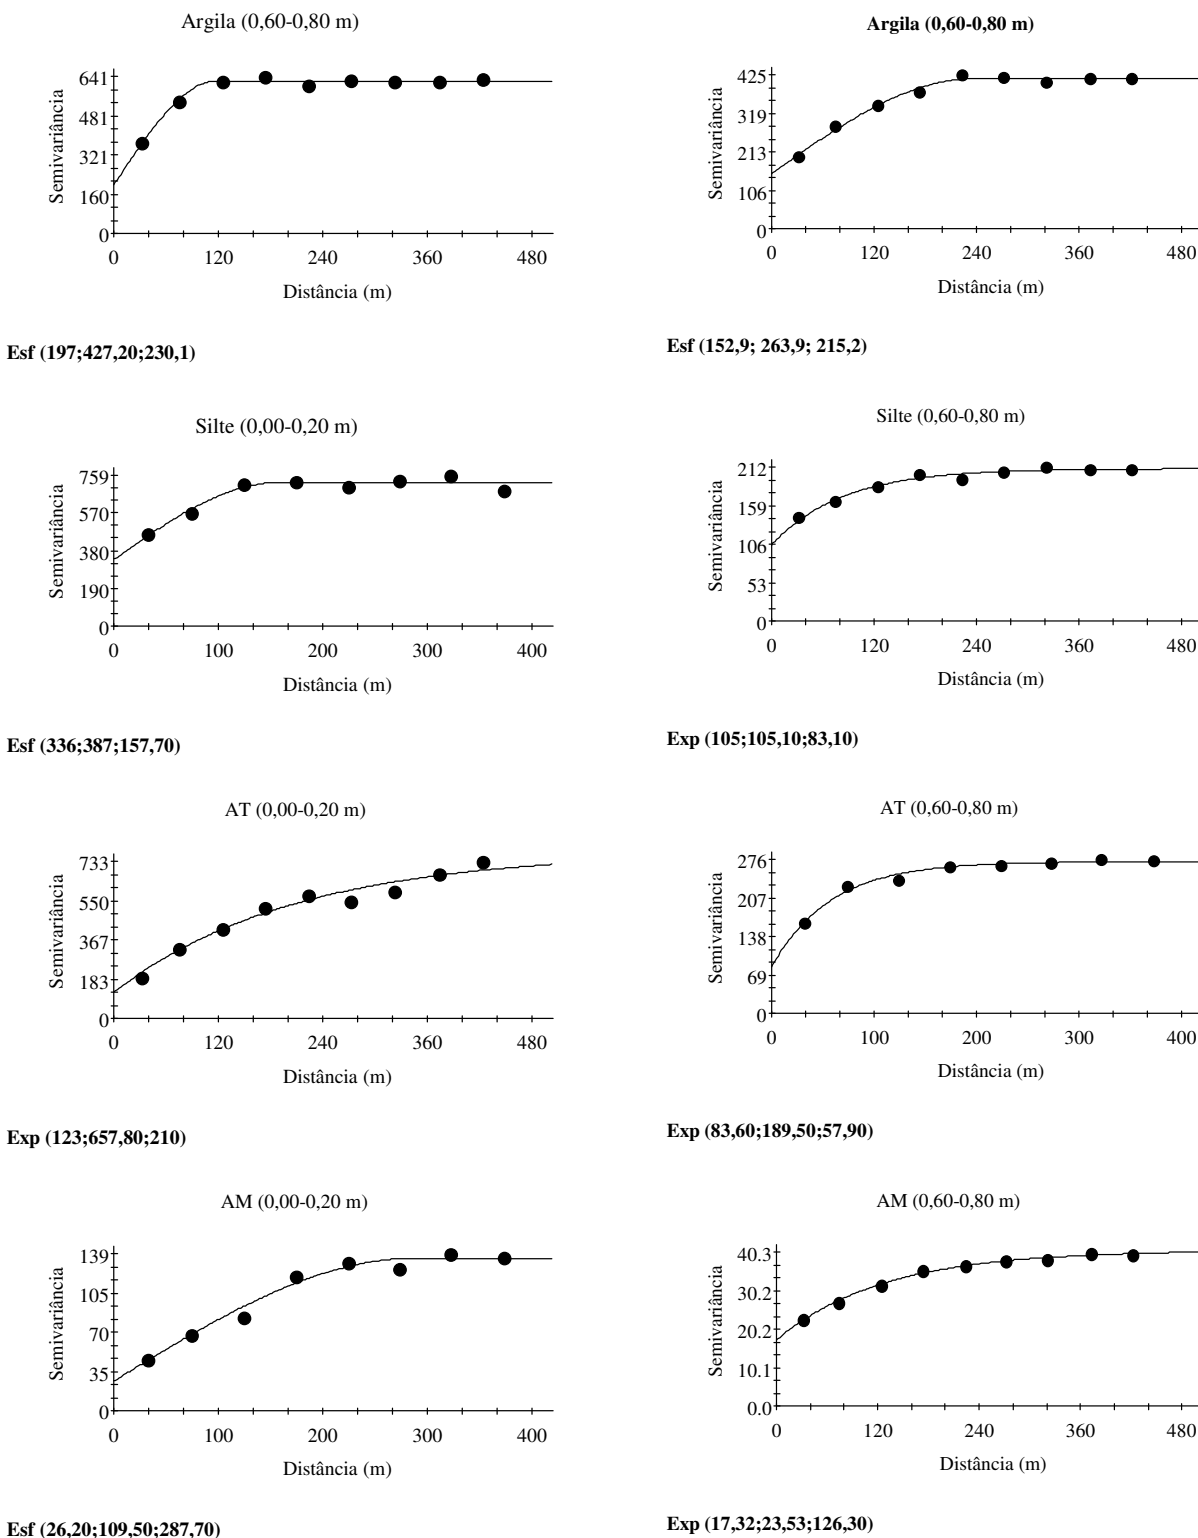 Argila (0,60-0,80 m)
641
481
321
160
0
Semivariância
0 120 240 360 480
Distância (m)
Esf (197;427,20;230,1)
Argila (0,60-0,80 m)
425
319
213
106
0
Semivariância
0 120 240 360 480
Distância (m)
Esf (152,9; 263,9; 215,2)
Silte (0,00-0,20 m)
759
570
380
190
0
Semivariância
0 100 200 300 400
Distância (m)
Esf (336;387;157,70)
Silte (0,60-0,80 m)
212
159
106
53
0
Semivariância
0 120 240 360 480
Distância (m)
Exp (105;105,10;83,10)
AT (0,00-0,20 m)
733
550
367
183
0
Semivariância
0 120 240 360 480
Distância (m)
Exp (123;657,80;210)
AT (0,60-0,80 m)
276
207
138
69
0
Semivariância
0 100 200 300 400
Distância (m)
Exp (83,60;189,50;57,90)
AM (0,00-0,20 m)
139
105
70
35
0
Semivariância
0 100 200 300 400
Distância (m)
Esf (26,20;109,50;287,70)
AM (0,60-0,80 m)
40.3
30.2
20.2
10.1
0.0
Semivariância
0 120 240 360 480
Distância (m)
Exp (17,32;23,53;126,30)